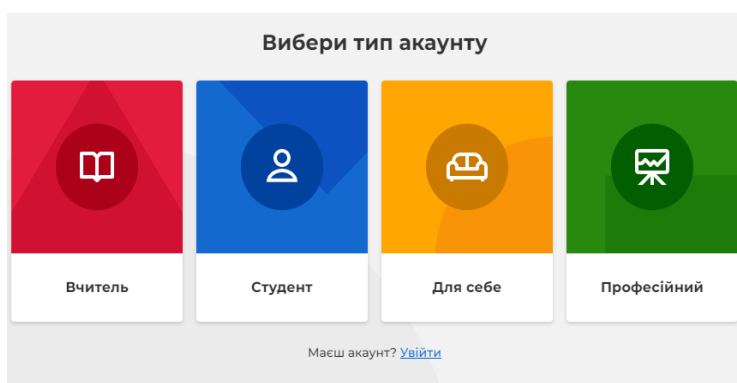 Вибери тип акаунту
Вчитель
Студент
Для себе
Професійний
Маєш акаунт? Увійти